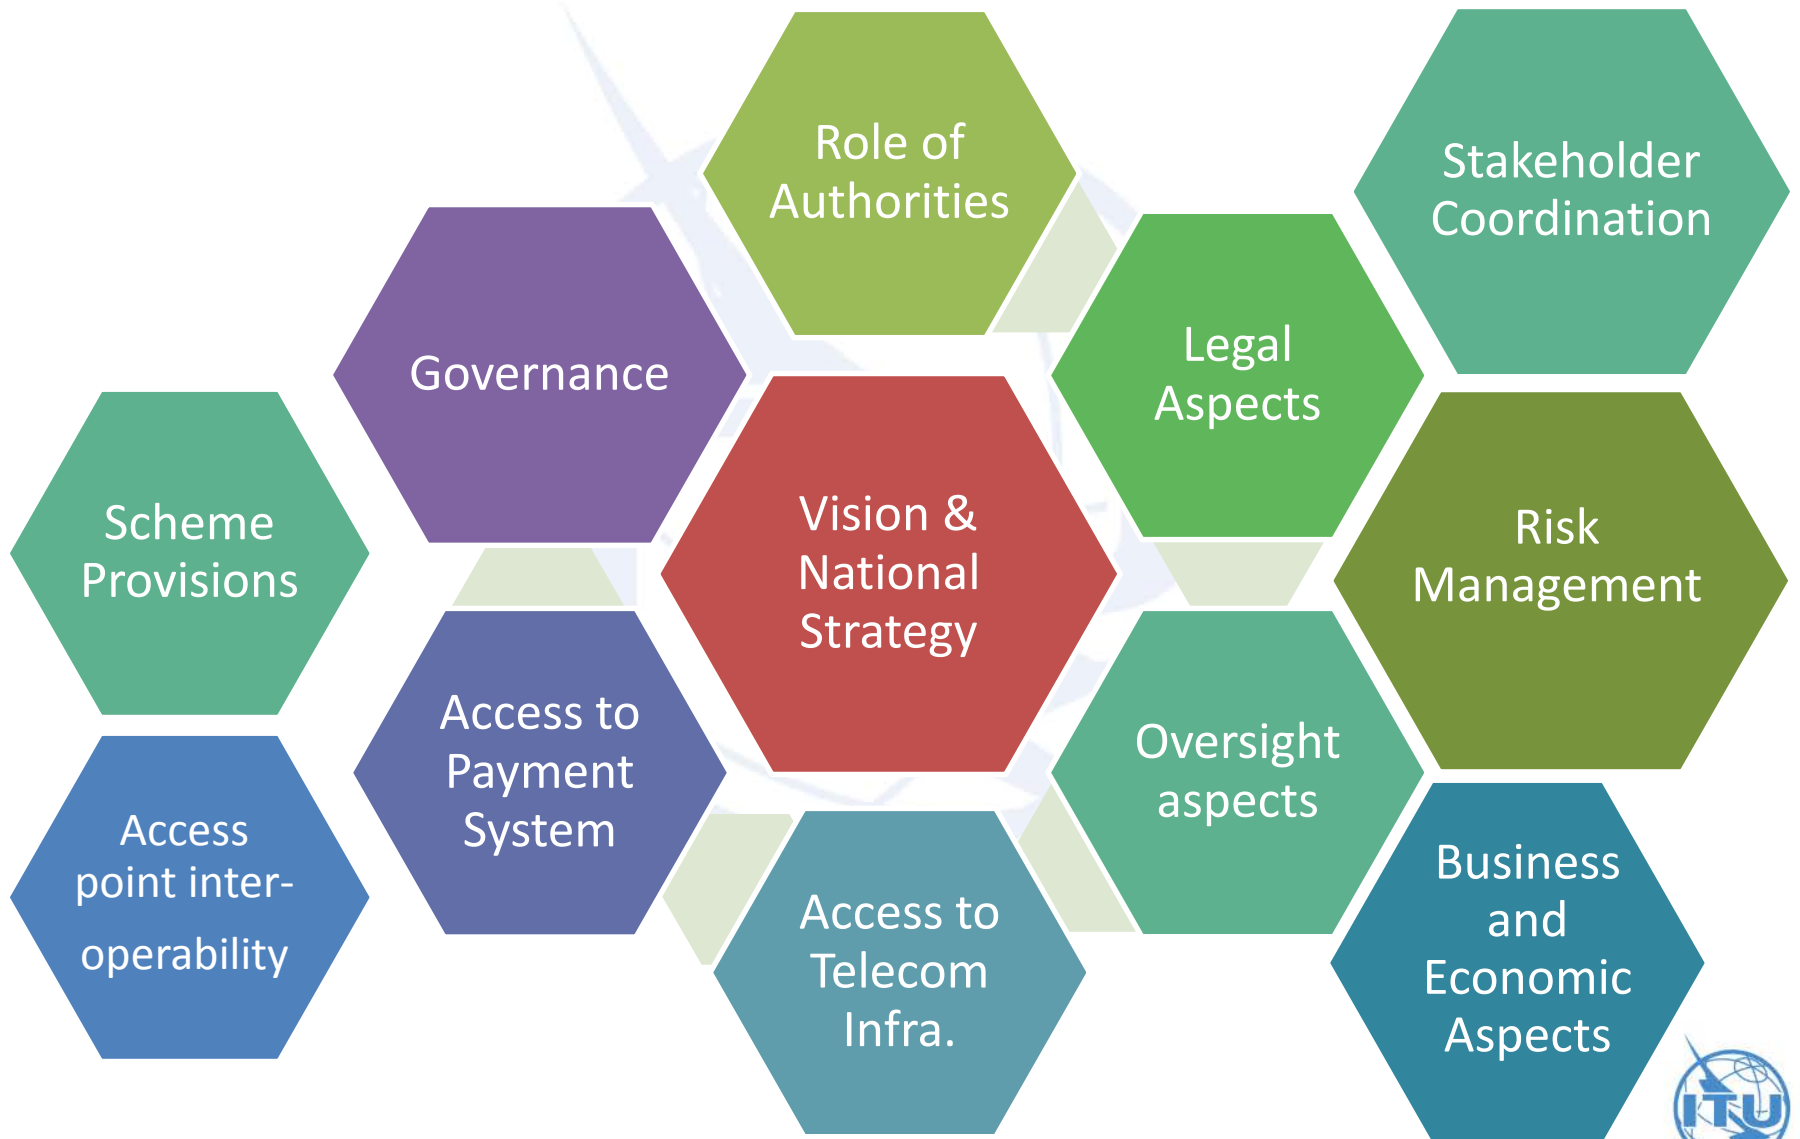 Role of
Authorities
Stakeholder
Coordination
Governance
Legal
Aspects
Scheme
Provisions
Vision &
National
Strategy
Risk
Management
Access to
Payment
System
Oversight
aspects
Access
point inter-
operability
Access to
Telecom
Infra.
Business
and
Economic
Aspects
ITU